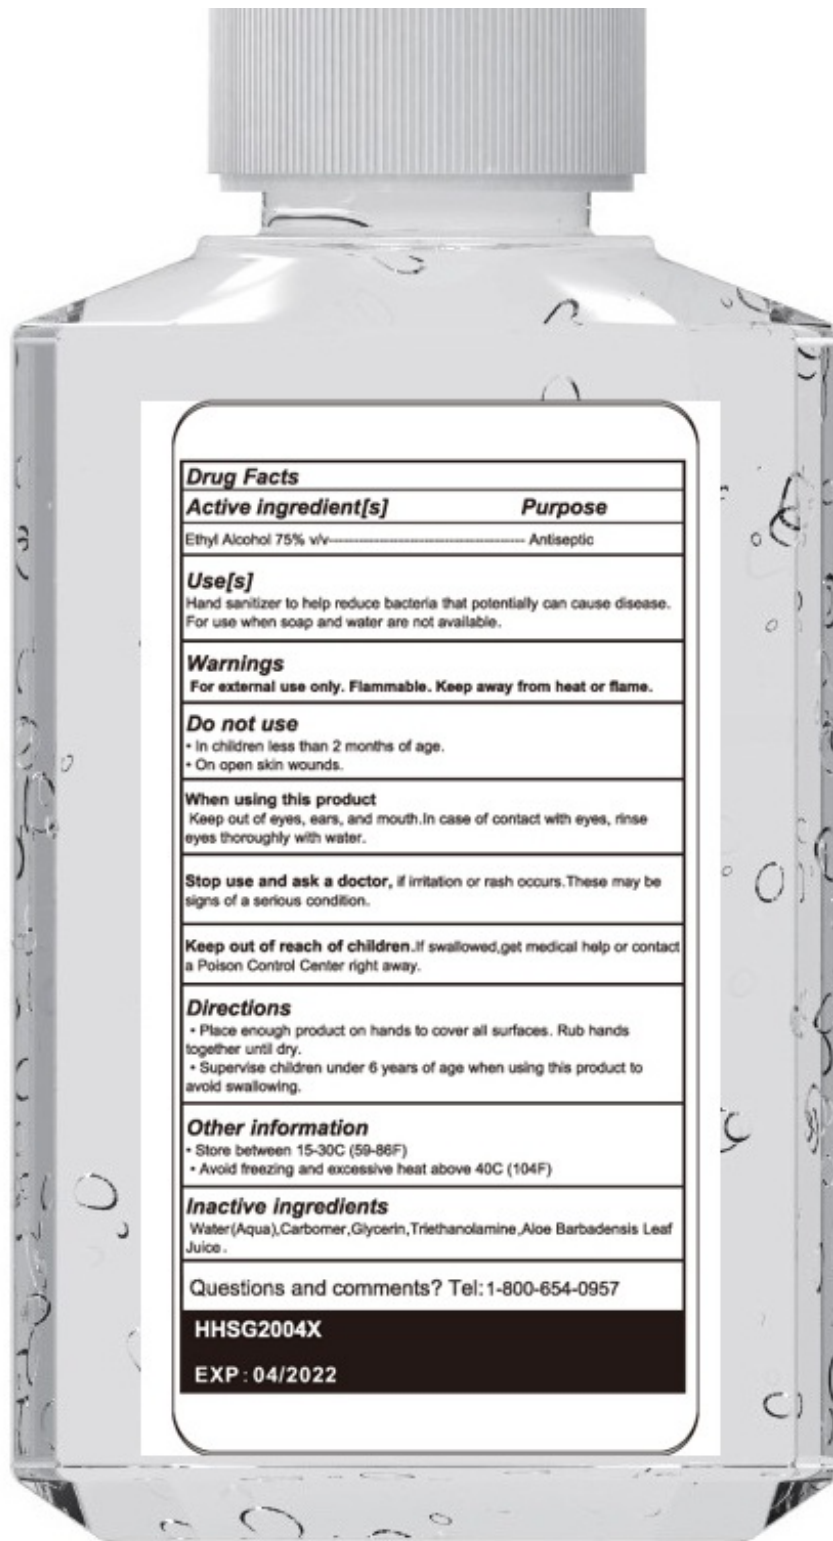 Drug Facts
Active ingredient[s] Purpose
Ethyl Alcohol 75% v/v--------------------------------------------- Antiseptic
Use[s]
Hand sanitizer to help reduce bacteria that potentially can cause disease.
For use when soap and water are not available.
Warnings
For external use only. Flammable. Keep away from heat or flame.
Do not use
• In children less than 2 months of age.
• On open skin wounds.
When using this product
Keep out of eyes, ears, and mouth.In case of contact with eyes, rinse
eyes thoroughly with water.
Stop use and ask a doctor, if irritation or rash occurs.These may be
signs of a serious condition.
Keep out of reach of children.If swallowed,get medical help or contact
a Poison Control Center right away.
Directions
• Place enough product on hands to cover all surfaces. Rub hands
together until dry.
• Supervise children under 6 years of age when using this product to
avoid swallowing.
Other information
• Store between 15-30C (59-86F)
• Avoid freezing and excessive heat above 40C (104F)
Inactive ingredients
Water(Aqua),Carbomer,Glycerin,Triethanolamine,Aloe Barbadensis Leaf
Juice.
Questions and comments? Tel:1-800-654-0957
HHSG2004X
EXP:04/2022